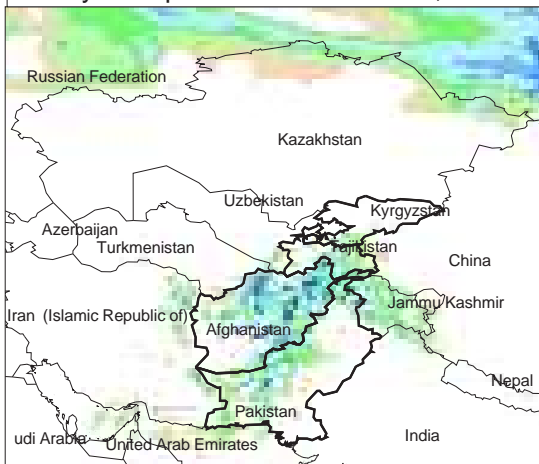 Russian Federation
Kazakhstan
Uzbekistan
Kyrgyzstan
Azerbaijan
Turkmenistan
Tajikistan
China
Jammu/Kashmir
Iran (Islamic Republic of)
Afghanistan
Nepal
Pakistan
udi Arabia
United Arab Emirates
India